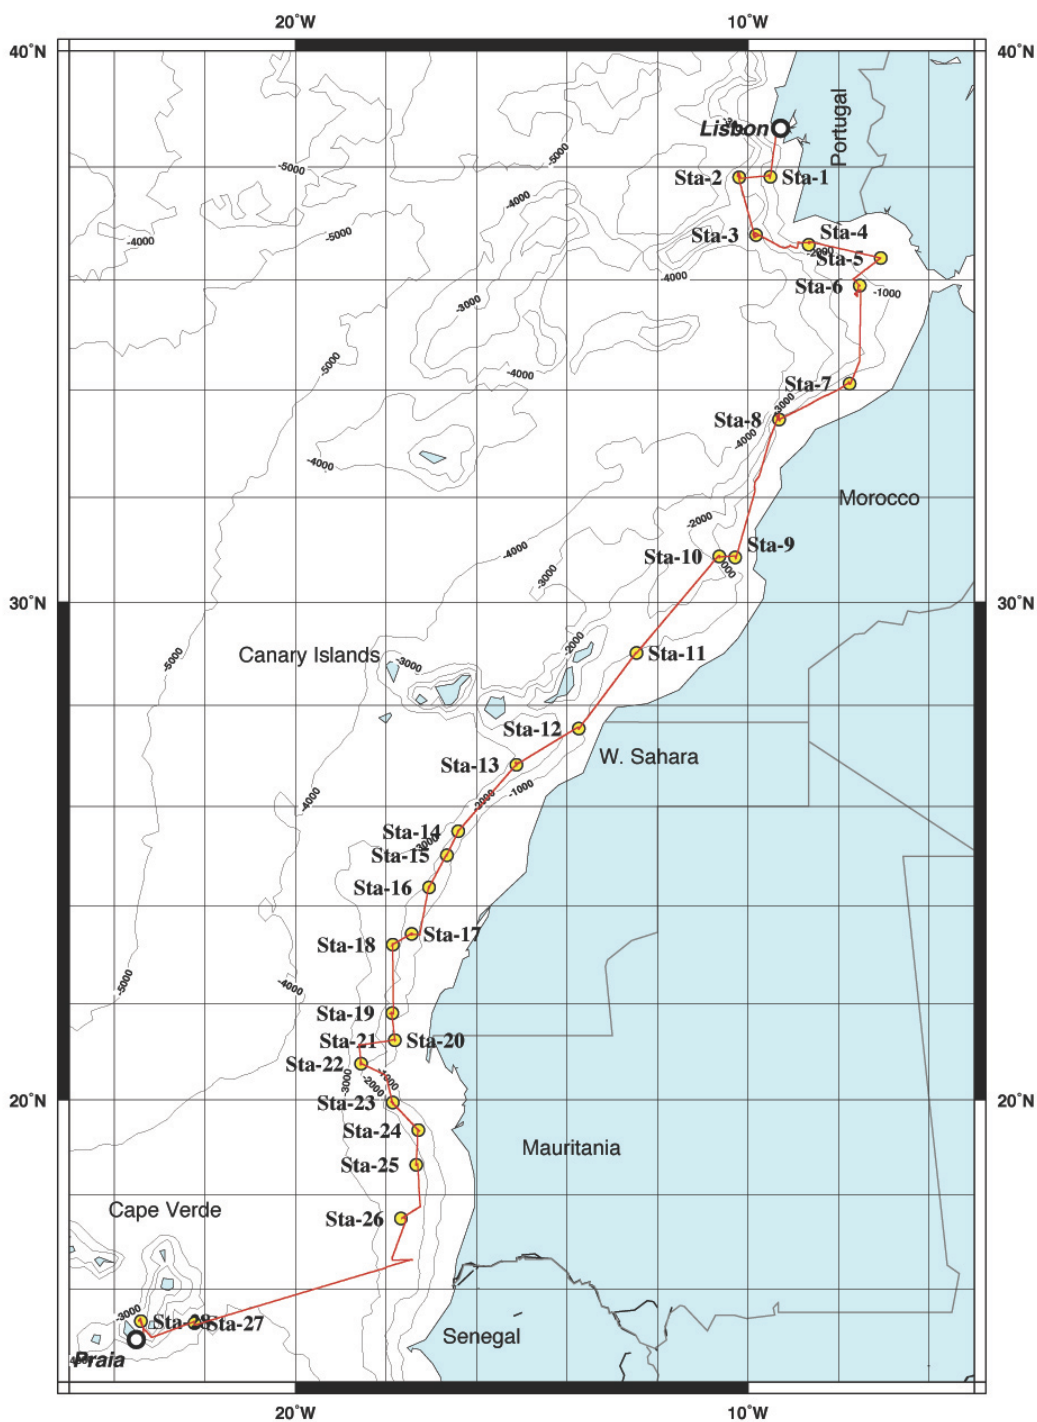 20°W 10°W
40°N 40°N
Lisbon
Portugal
-5000
-5000
Sta-2 Sta-1
-4000
-4000
-5000
Sta-3 Sta-4
-2000
Sta-5
-4000
Sta-6 -1000
-3000
-5000
-4000
Sta-7
-3000
Sta-8
-4000
-4000
Morocco
-2000
Sta-9
-4000
Sta-10
-3000
30°N 30°N
-2000
Canary Islands
-5000
-3000
Sta-11
Sta-12
W. Sahara
Sta-13
-1000
-4000
-2000
Sta-14
-3000
Sta-15
Sta-16
Sta-17
Sta-18
-5000
-4000
Sta-19
Sta-21 Sta-20
Sta-22
-3000
-2000
-1000
20°N 20°N
Sta-23
Sta-24
Mauritania
Sta-25
Cape Verde
Sta-26
-3000
Sta-28 Sta-27
Senegal
Praia
20°W 10°W